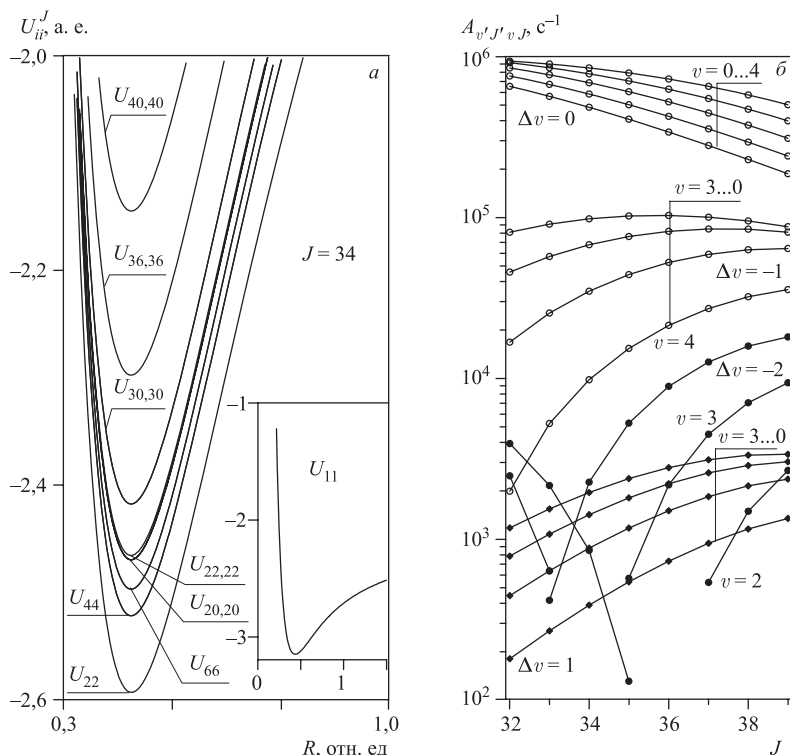 U_{ii}^{J}, а. е.
−2,0
−2,2
−2,4
−2,6
0,3
1,0
R, отн. ед
а
U_{40,40}
U_{36,36}
J = 34
U_{30,30}
U_{22,22}
U_{20,20}
U_{44}
U_{66}
U_{22}
−1
−2
−3
U_{11}
0
1
A_{v′J′vJ}, с^{−1}
10^{6}
10^{5}
10^{4}
10^{3}
10^{2}
32
34
36
38
J
б
v = 0...4
Δv = 0
v = 3...0
Δv = −1
v = 4
Δv = −2
v = 3
v = 3...0
v = 2
Δv = 1